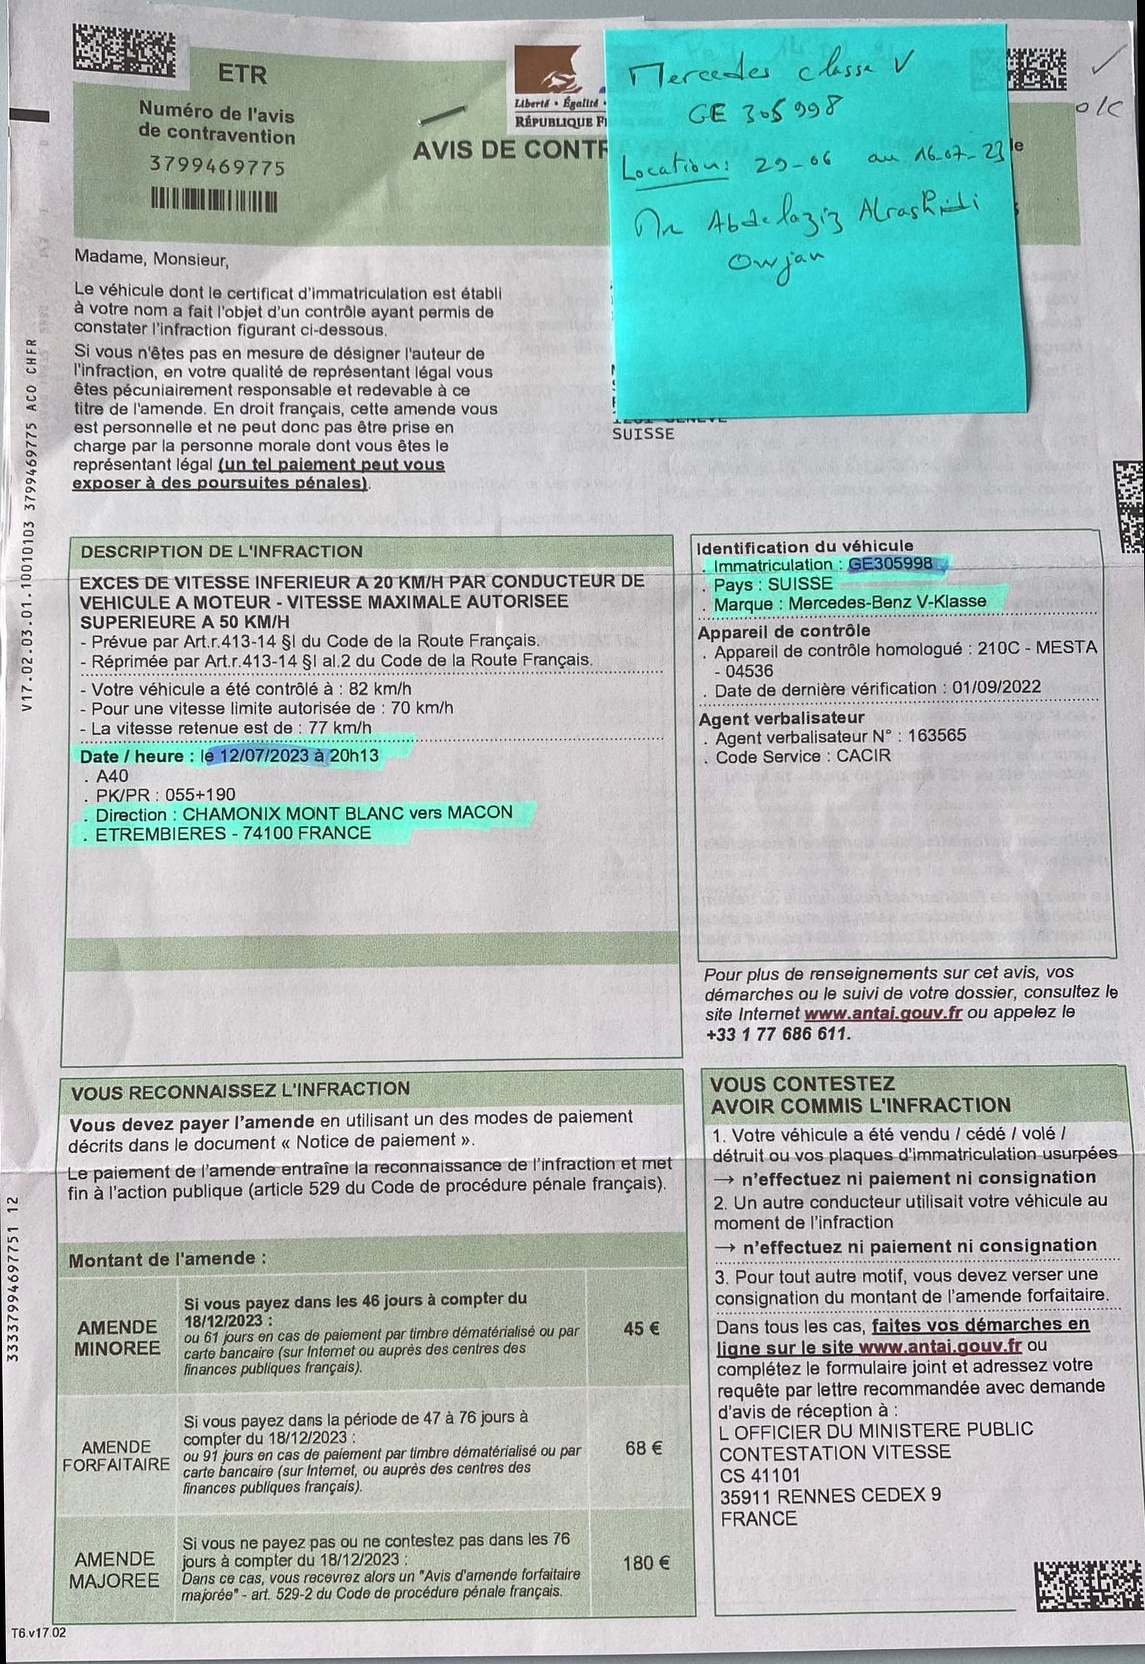 ETR
Numéro de l'avis
de contravention
3799469775
Liberté • Égalité •
RÉPUBLIQUE F
AVIS DE CONT
Mercedes classe V
GE 305998
Location: 29-06 au 16-07-23
Mr Abdelaziz Alrashidi
Owjan
ok
Madame, Monsieur,
Le véhicule dont le certificat d'immatriculation est établi
à votre nom a fait l'objet d'un contrôle ayant permis de
constater l'infraction figurant ci-dessous.
Si vous n'êtes pas en mesure de désigner l'auteur de
l'infraction, en votre qualité de représentant légal vous
êtes pécuniairement responsable et redevable à ce
titre de l'amende. En droit français, cette amende vous
est personnelle et ne peut donc pas être prise en
charge par la personne morale dont vous êtes le
représentant légal (un tel paiement peut vous
exposer à des poursuites pénales).
SUISSE
V17.02.03.01.10010103 3799469775 ACO CHFR
DESCRIPTION DE L'INFRACTION
EXCES DE VITESSE INFERIEUR A 20 KM/H PAR CONDUCTEUR DE
VEHICULE A MOTEUR - VITESSE MAXIMALE AUTORISEE
SUPERIEURE A 50 KM/H
- Prévue par Art.r.413-14 §I du Code de la Route Français.
- Réprimée par Art.r.413-14 §I al.2 du Code de la Route Français.
- Votre véhicule a été contrôlé à : 82 km/h
- Pour une vitesse limite autorisée de : 70 km/h
- La vitesse retenue est de : 77 km/h
Date / heure : le 12/07/2023 à 20h13
. A40
. PK/PR : 055+190
. Direction : CHAMONIX MONT BLANC vers MACON
. ETREMBIERES - 74100 FRANCE
Identification du véhicule
. Immatriculation : GE305998
. Pays : SUISSE
. Marque : Mercedes-Benz V-Klasse
Appareil de contrôle
. Appareil de contrôle homologué : 210C - MESTA
- 04536
. Date de dernière vérification : 01/09/2022
Agent verbalisateur
. Agent verbalisateur N° : 163565
. Code Service : CACIR
Pour plus de renseignements sur cet avis, vos
démarches ou le suivi de votre dossier, consultez le
site Internet www.antai.gouv.fr ou appelez le
+33 1 77 686 611.
VOUS RECONNAISSEZ L'INFRACTION
Vous devez payer l'amende en utilisant un des modes de paiement
décrits dans le document « Notice de paiement ».
Le paiement de l'amende entraîne la reconnaissance de l'infraction et met
fin à l'action publique (article 529 du Code de procédure pénale français).
Montant de l'amende :
AMENDE
MINOREE
Si vous payez dans les 46 jours à compter du
18/12/2023 :
ou 61 jours en cas de paiement par timbre dématérialisé ou par
carte bancaire (sur Internet ou auprès des centres des
finances publiques français).
45 €
AMENDE
FORFAITAIRE
Si vous payez dans la période de 47 à 76 jours à
compter du 18/12/2023 :
ou 91 jours en cas de paiement par timbre dématérialisé ou par
carte bancaire (sur Internet, ou auprès des centres des
finances publiques français).
68 €
AMENDE
MAJOREE
Si vous ne payez pas ou ne contestez pas dans les 76
jours à compter du 18/12/2023 :
Dans ce cas, vous recevrez alors un "Avis d'amende forfaitaire
majorée" - art. 529-2 du Code de procédure pénale français.
180 €
VOUS CONTESTEZ
AVOIR COMMIS L'INFRACTION
1. Votre véhicule a été vendu / cédé / volé /
détruit ou vos plaques d'immatriculation usurpées
→ n'effectuez ni paiement ni consignation
2. Un autre conducteur utilisait votre véhicule au
moment de l'infraction
→ n'effectuez ni paiement ni consignation
3. Pour tout autre motif, vous devez verser une
consignation du montant de l'amende forfaitaire.
Dans tous les cas, faites vos démarches en
ligne sur le site www.antai.gouv.fr ou
complétez le formulaire joint et adressez votre
requête par lettre recommandée avec demande
d'avis de réception à :
L OFFICIER DU MINISTERE PUBLIC
CONTESTATION VITESSE
CS 41101
35911 RENNES CEDEX 9
FRANCE
33337994697751 12
T6.v17.02